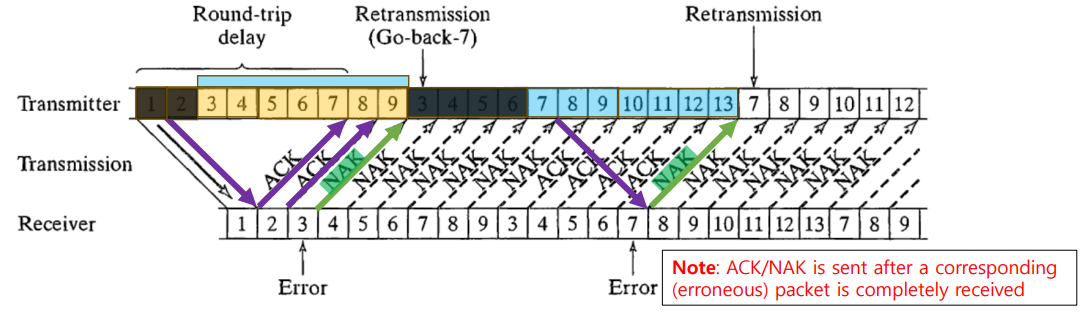 Round-trip
delay
Retransmission
(Go-back-7)
Retransmission
Transmitter 1 2 3 4 5 6 7 8 9 3 4 5 6 7 8 9 10 11 12 13 7 8 9 10 11 12
Transmission ACK ACK NAK NAK NAK NAK NAK NAK NAK ACK ACK ACK ACK NAK NAK NAK NAK NAK NAK NAK
Receiver 1 2 3 4 5 6 7 8 9 3 4 5 6 7 8 9 10 11 12 13 7 8 9
Error
Error
Note: ACK/NAK is sent after a corresponding
(erroneous) packet is completely received